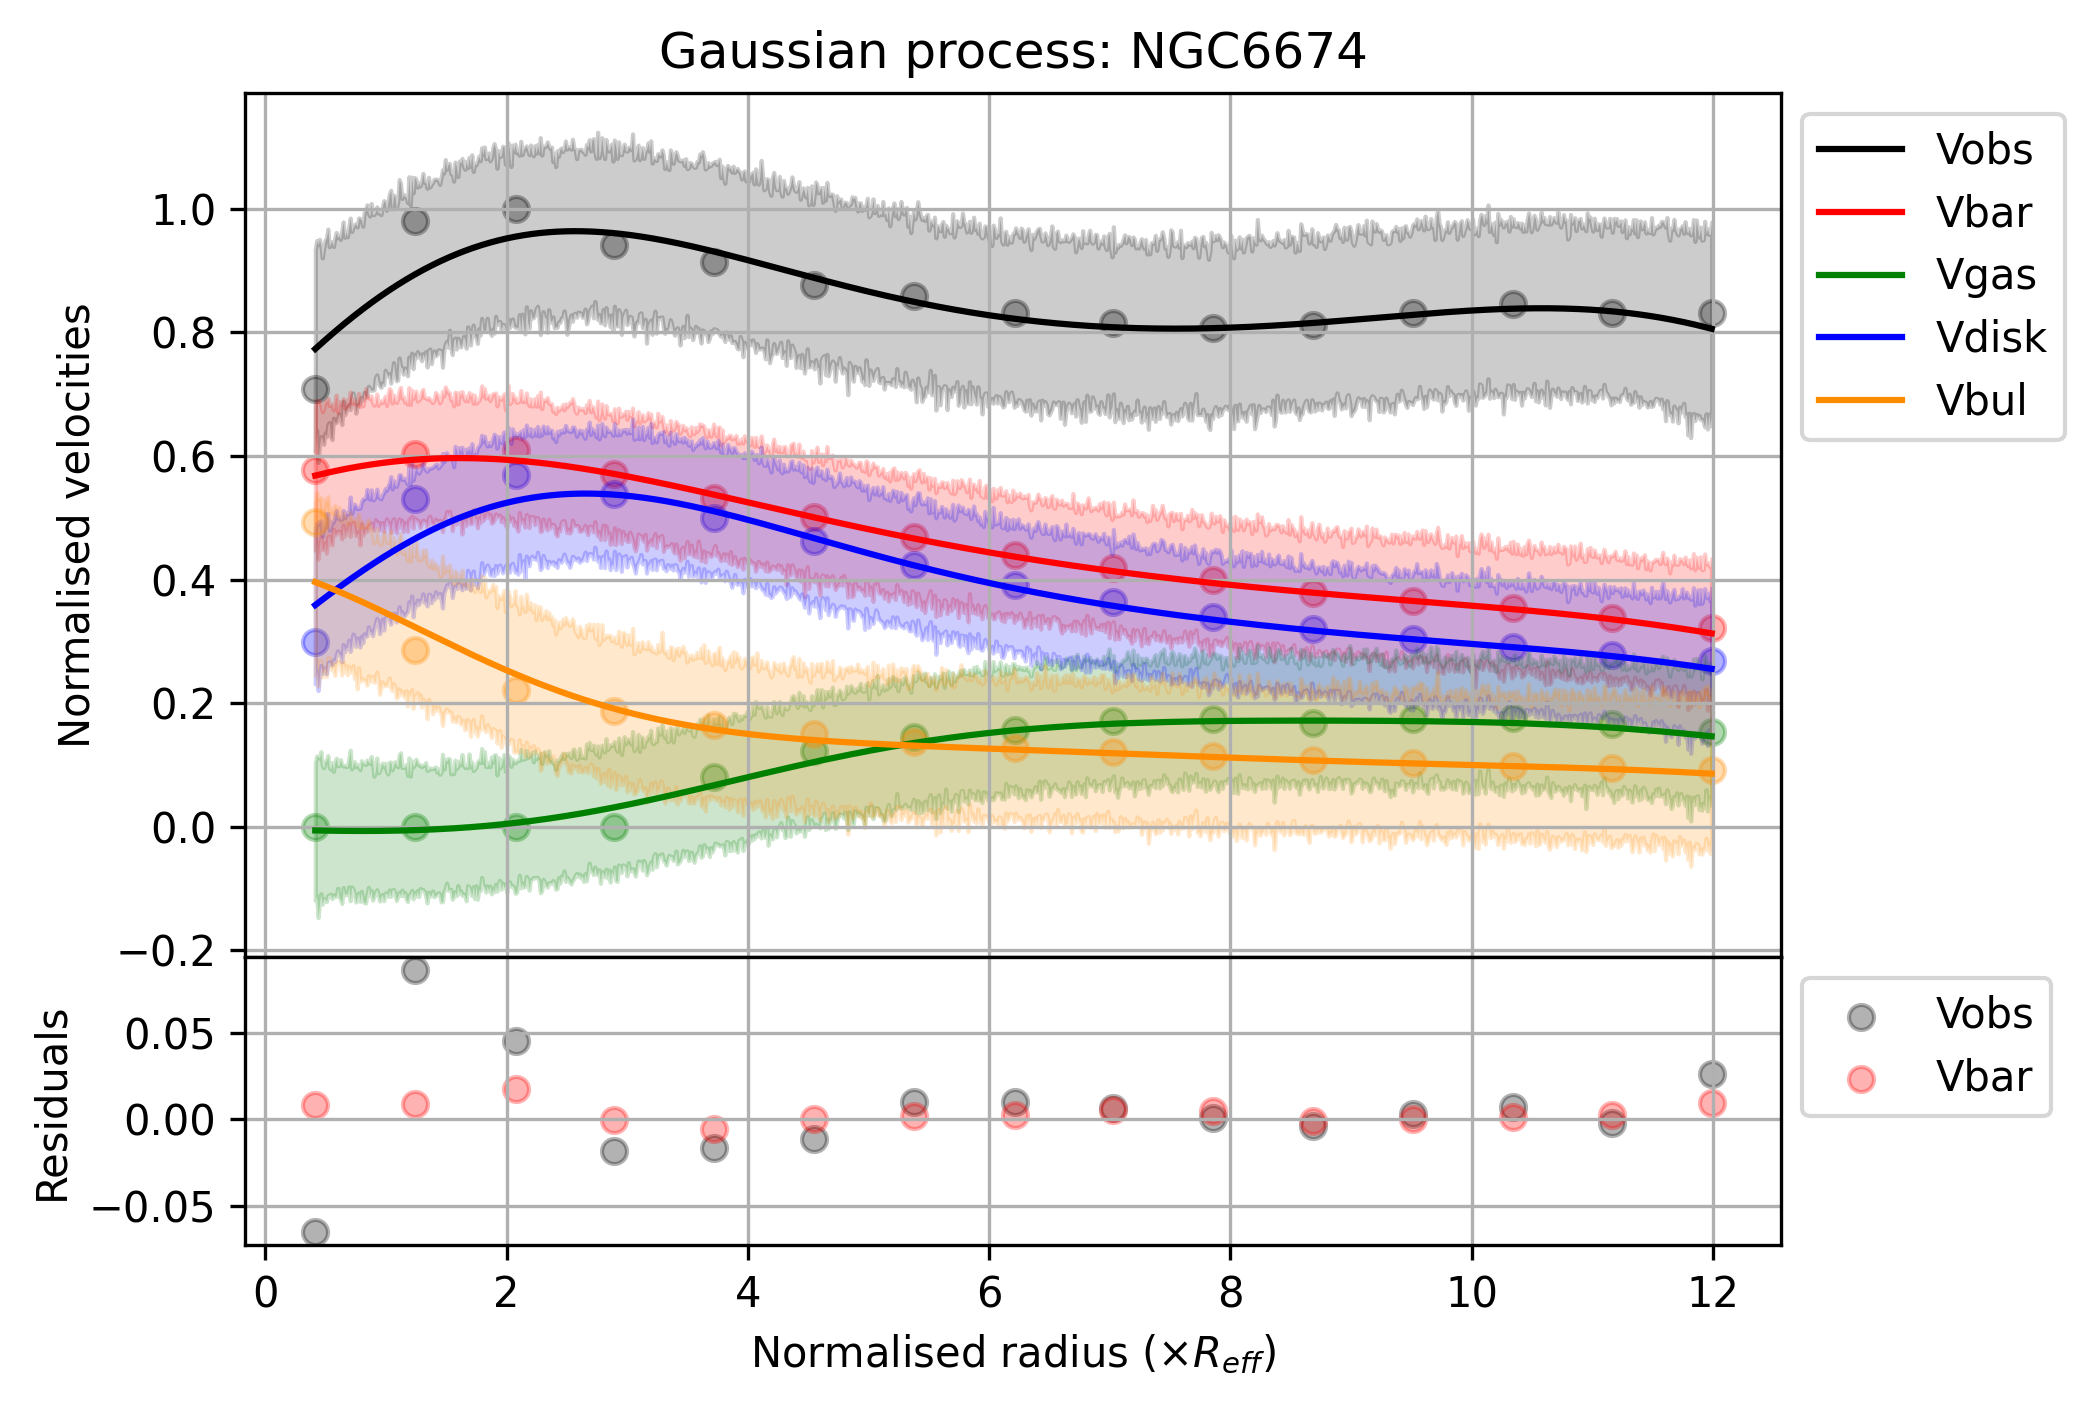 Gaussian process: NGC6674
Normalised velocities
1.0
0.8
0.6
0.4
0.2
0.0
−0.2
Vobs
Vbar
Vgas
Vdisk
Vbul
Residuals
0.05
0.00
−0.05
Vobs
Vbar
0 2 4 6 8 10 12
Normalised radius (×R_eff)